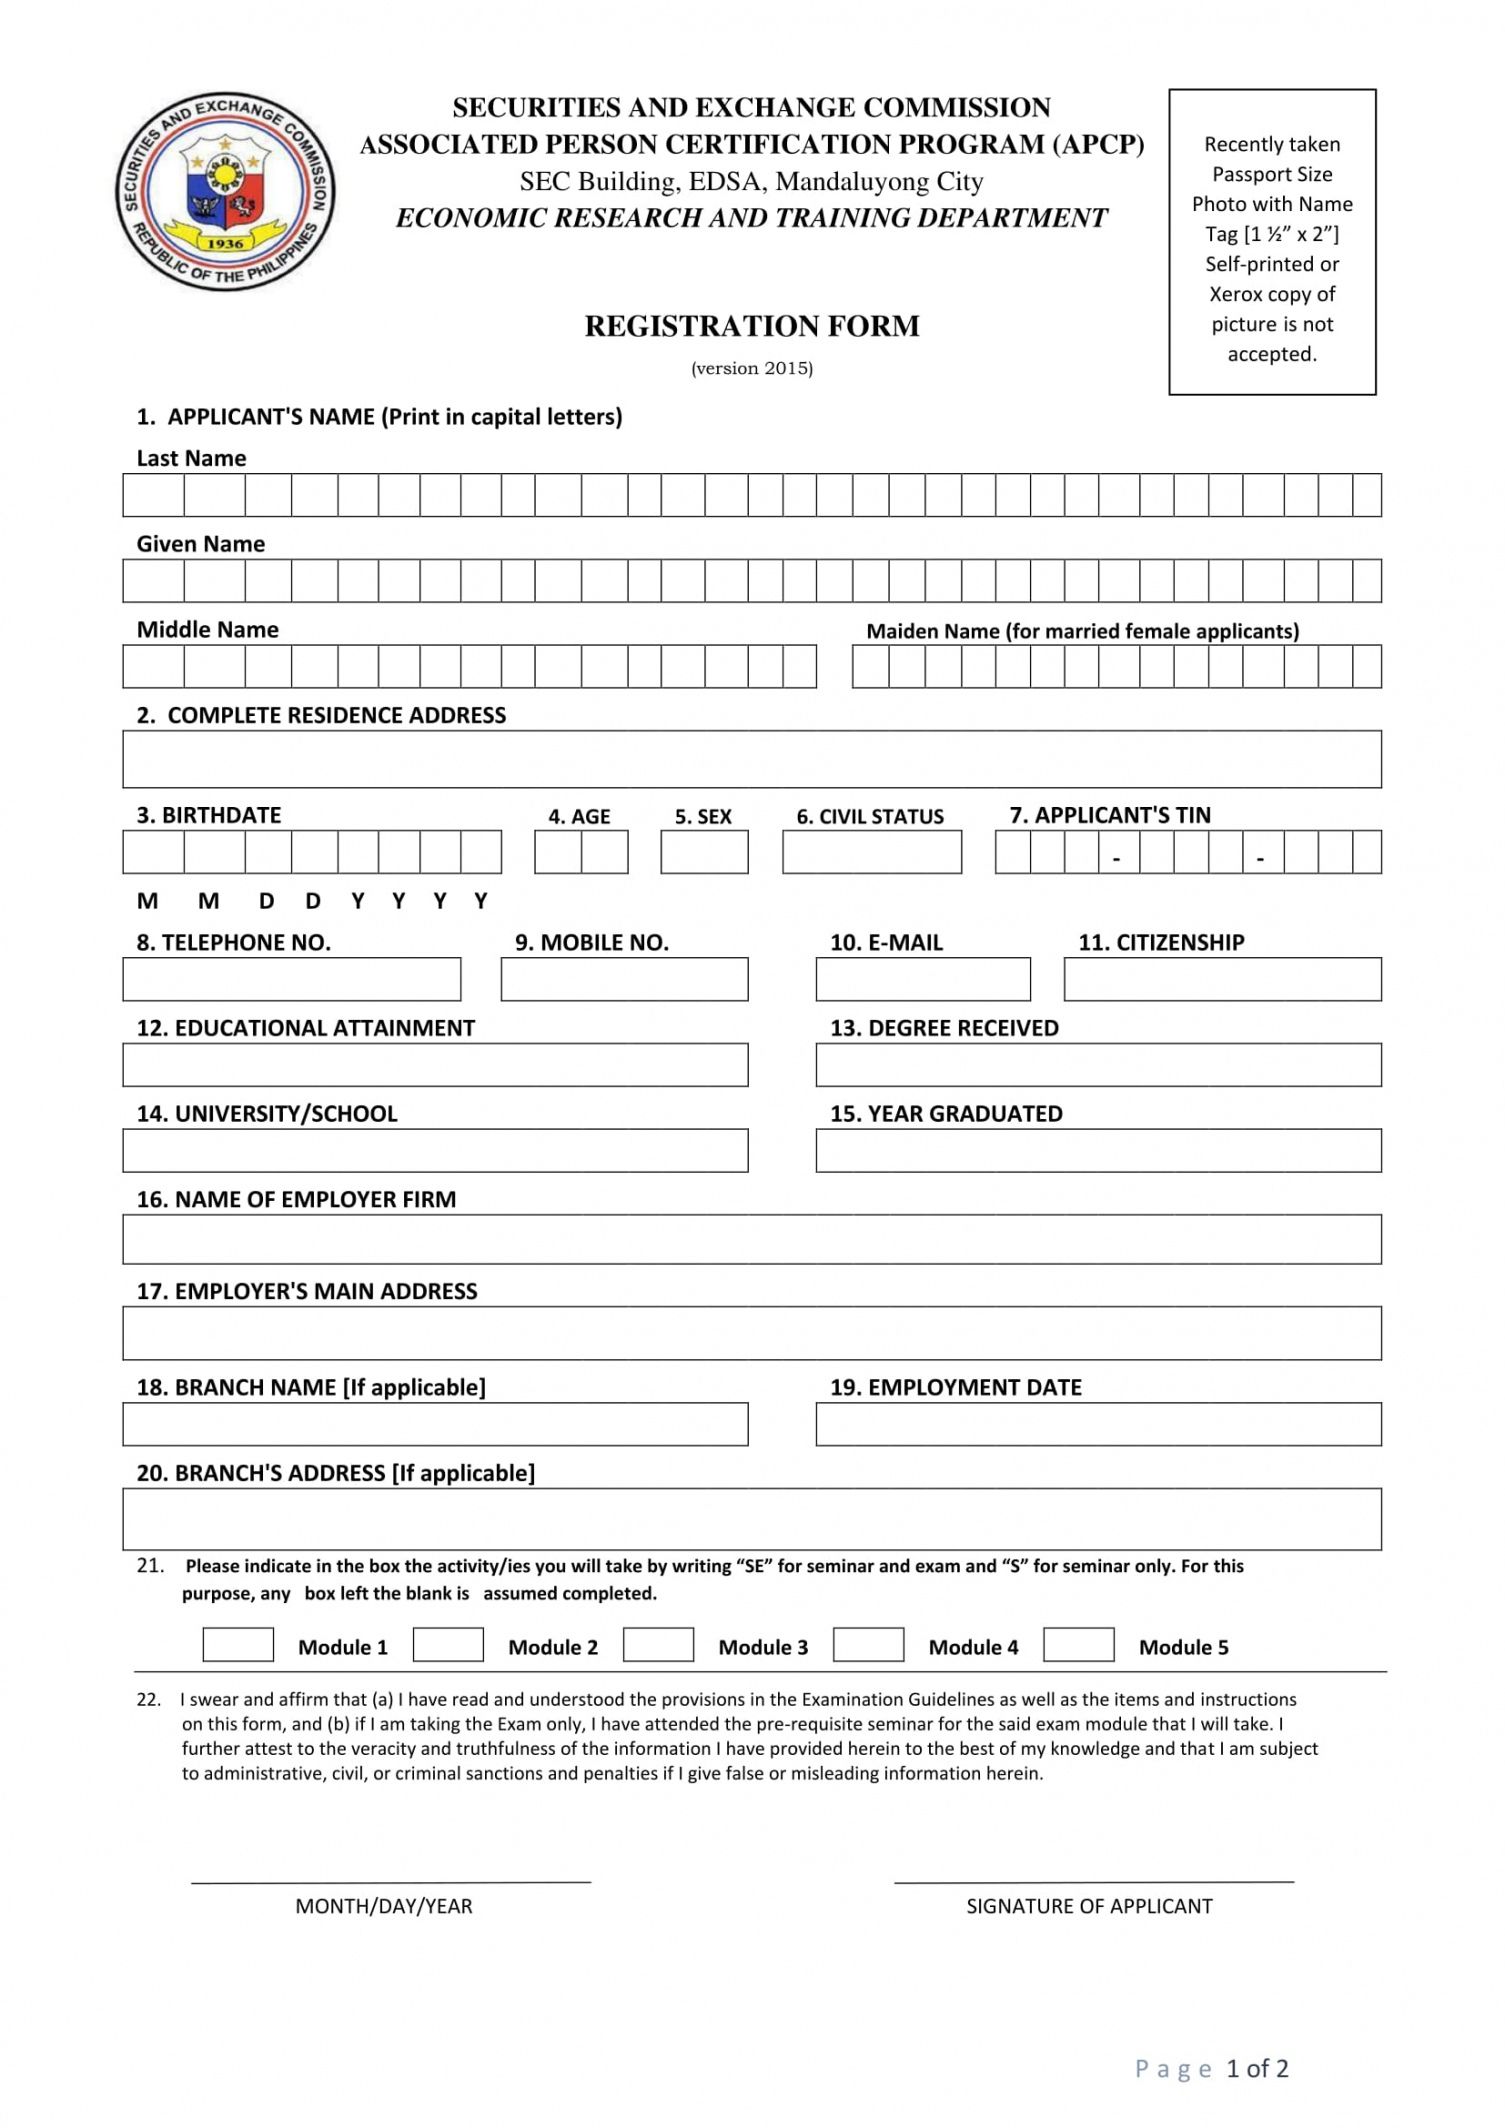 SECURITIES AND EXCHANGE COMMISSION
REPUBLIC OF THE PHILIPPINES
1936
SECURITIES AND EXCHANGE COMMISSION
ASSOCIATED PERSON CERTIFICATION PROGRAM (APCP)
SEC Building, EDSA, Mandaluyong City
ECONOMIC RESEARCH AND TRAINING DEPARTMENT
REGISTRATION FORM
(version 2015)
Recently taken
Passport Size
Photo with Name
Tag [1 ½” x 2”]
Self-printed or
Xerox copy of
picture is not
accepted.
1. APPLICANT'S NAME (Print in capital letters)
Last Name
Given Name
Middle Name Maiden Name (for married female applicants)
2. COMPLETE RESIDENCE ADDRESS
3. BIRTHDATE 4. AGE 5. SEX 6. CIVIL STATUS 7. APPLICANT'S TIN
- -
M M D D Y Y Y Y
8. TELEPHONE NO. 9. MOBILE NO. 10. E-MAIL 11. CITIZENSHIP
12. EDUCATIONAL ATTAINMENT 13. DEGREE RECEIVED
14. UNIVERSITY/SCHOOL 15. YEAR GRADUATED
16. NAME OF EMPLOYER FIRM
17. EMPLOYER'S MAIN ADDRESS
18. BRANCH NAME [If applicable] 19. EMPLOYMENT DATE
20. BRANCH'S ADDRESS [If applicable]
21. Please indicate in the box the activity/ies you will take by writing “SE” for seminar and exam and “S” for seminar only. For this
purpose, any box left the blank is assumed completed.
Module 1 Module 2 Module 3 Module 4 Module 5
22. I swear and affirm that (a) I have read and understood the provisions in the Examination Guidelines as well as the items and instructions
on this form, and (b) if I am taking the Exam only, I have attended the pre-requisite seminar for the said exam module that I will take. I
further attest to the veracity and truthfulness of the information I have provided herein to the best of my knowledge and that I am subject
to administrative, civil, or criminal sanctions and penalties if I give false or misleading information herein.
MONTH/DAY/YEAR SIGNATURE OF APPLICANT
Page 1 of 2